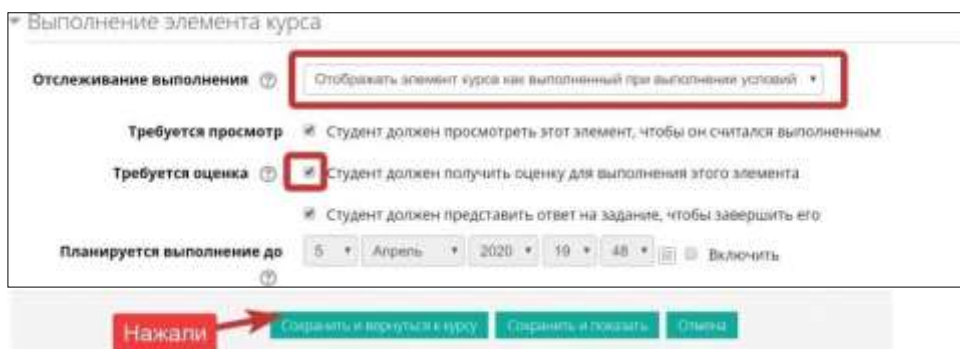 Выполнение элемента курса
Отслеживание выполнения
Отображать элемент курса как выполненный при выполнении условий
Требуется просмотр
Студент должен просмотреть этот элемент, чтобы он считался выполненным
Требуется оценка
Студент должен получить оценку для выполнения этого элемента
Студент должен представить ответ на задание, чтобы завершить его
Планируется выполнение до
5 Апрель 2020 19 48 Включить
Нажали
Сохранить и вернуться к курсу Сохранить и показать Отмена